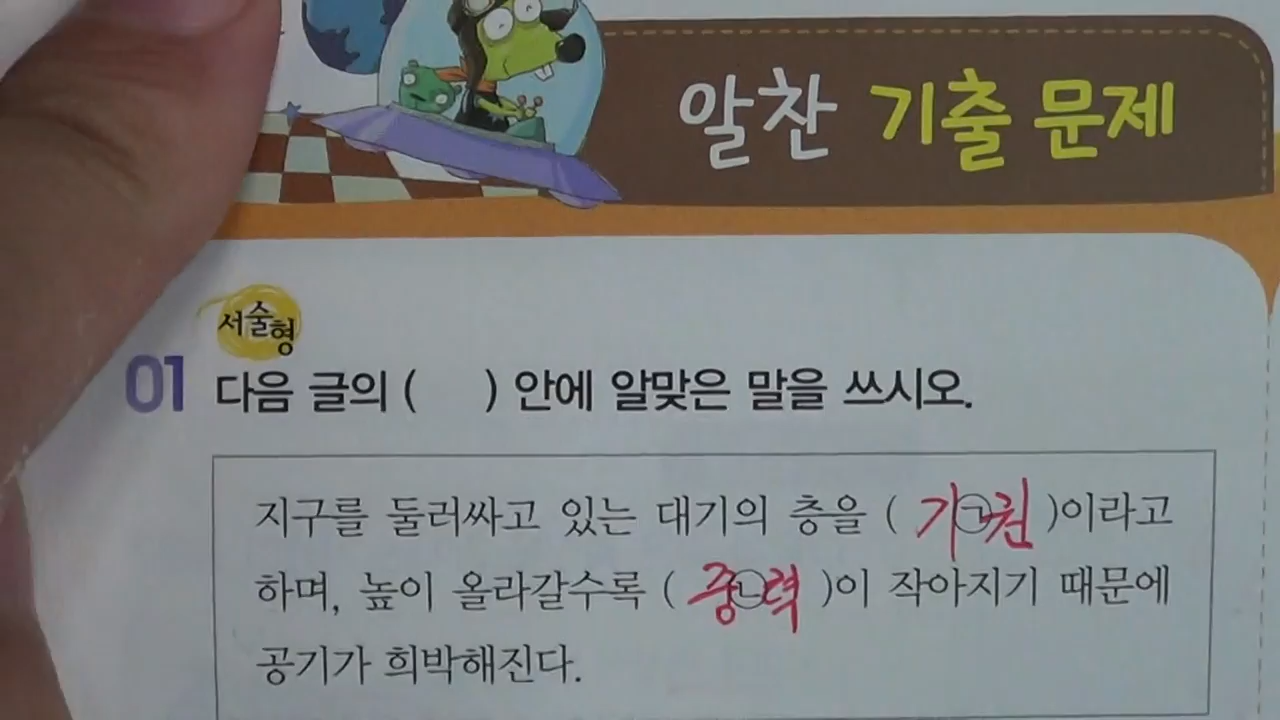 알찬 기출 문제
서술형
01 다음 글의 ( ) 안에 알맞은 말을 쓰시오.
지구를 둘러싸고 있는 대기의 층을 ( 기㉠권 )이라고
하며, 높이 올라갈수록 ( 중㉡력 )이 작아지기 때문에
공기가 희박해진다.